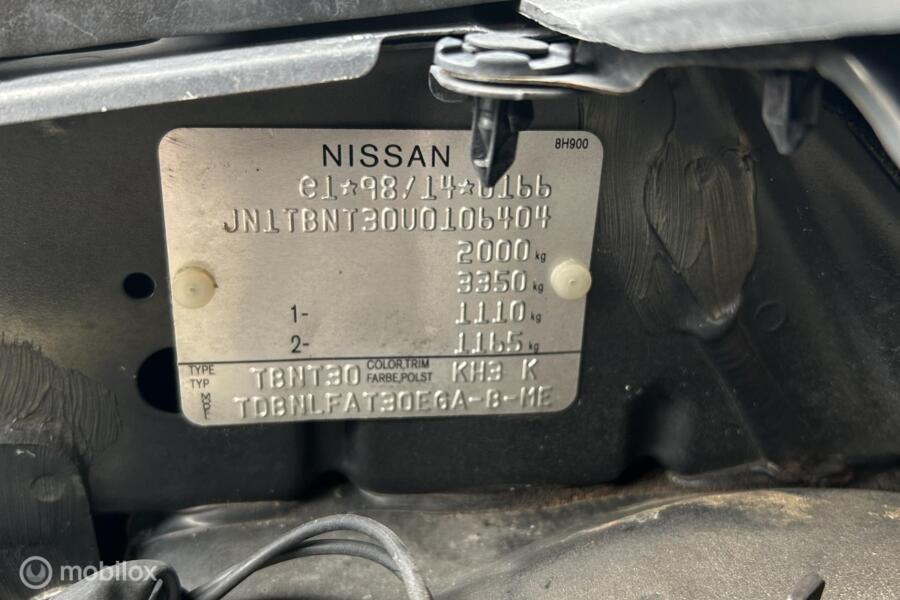 NISSAN
8H900
e1*98/14*0166
JN1TBNT30U0106404
2000 kg
3350 kg
1- 1110 kg
2- 1165 kg
TYPE TYP TBNT30 COLOR,TRIM FARBE,POLST KH3 K
TDBNLFAT30EGA-B-ME
mobilox